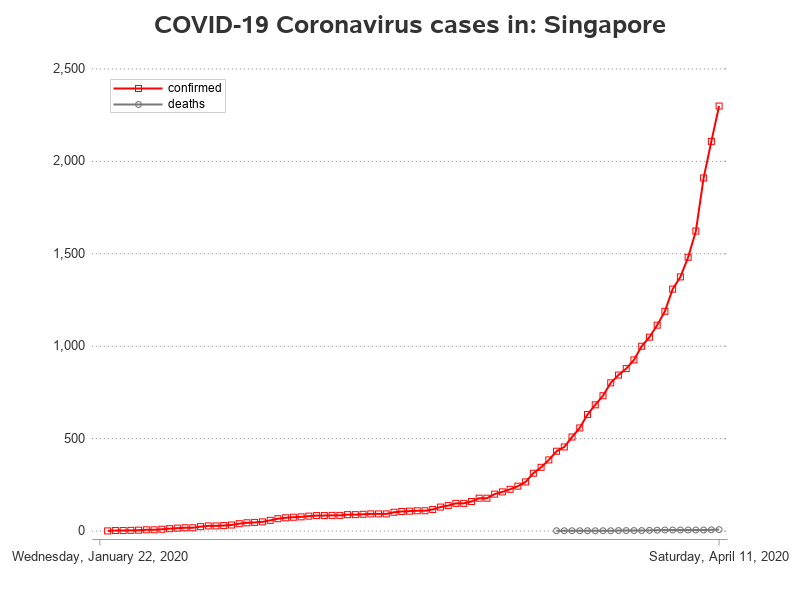 COVID-19 Coronavirus cases in: Singapore
2,500
confirmed
deaths
2,000
1,500
1,000
500
0
Wednesday, January 22, 2020
Saturday, April 11, 2020